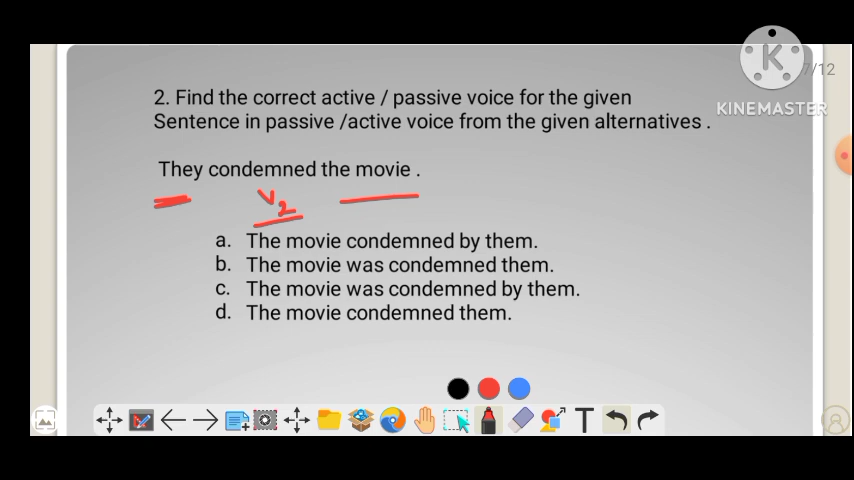 7/12
KINEMASTER
2. Find the correct active / passive voice for the given
Sentence in passive /active voice from the given alternatives .
They condemned the movie .
V2
a. The movie condemned by them.
b. The movie was condemned them.
c. The movie was condemned by them.
d. The movie condemned them.